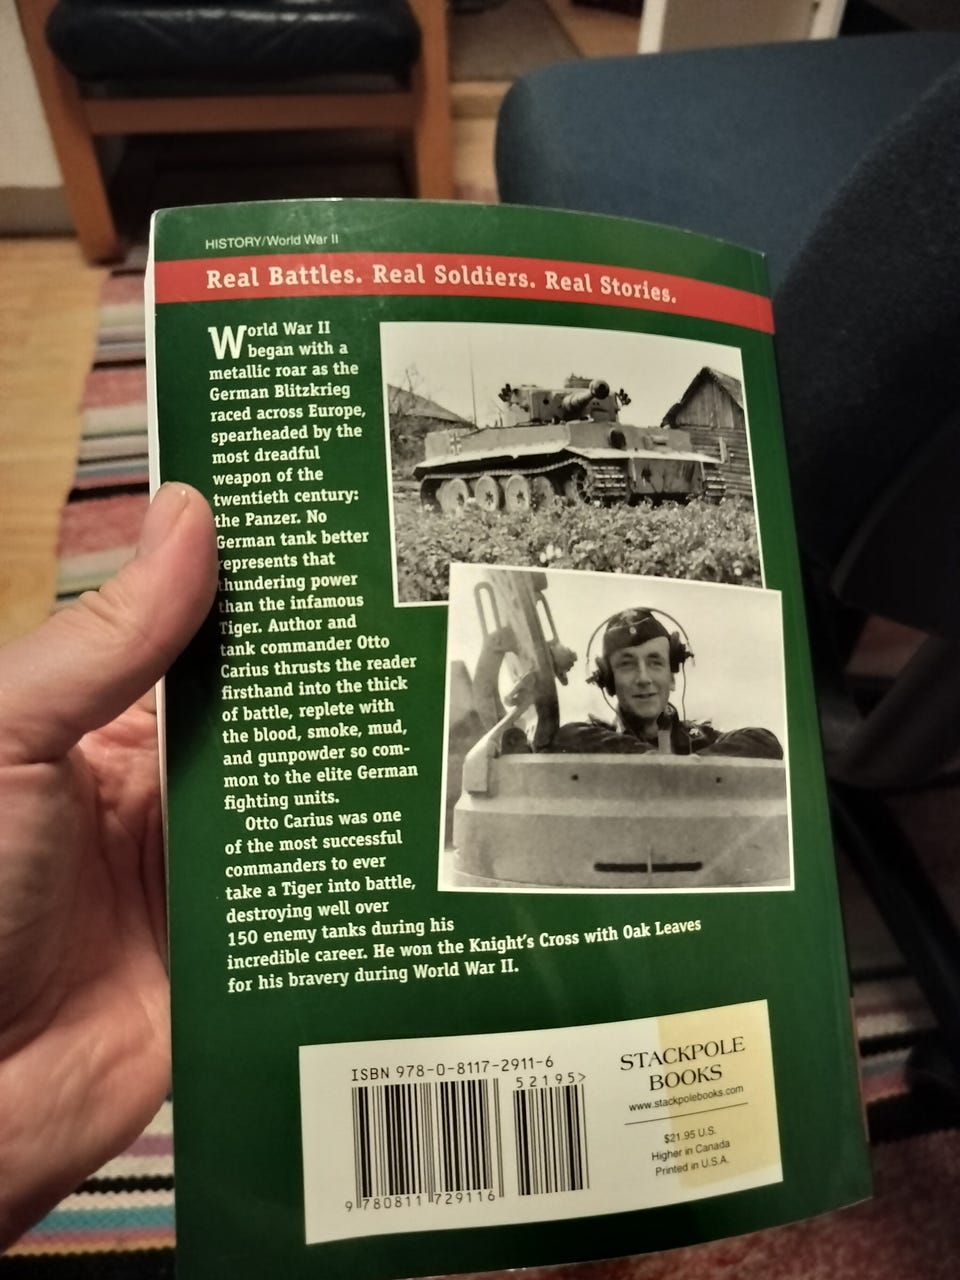 HISTORY/World War II
Real Battles. Real Soldiers. Real Stories.
World War II
began with a
metallic roar as the
German Blitzkrieg
raced across Europe,
spearheaded by the
most dreadful
weapon of the
twentieth century:
the Panzer. No
German tank better
represents that
thundering power
than the infamous
Tiger. Author and
tank commander Otto
Carius thrusts the reader
firsthand into the thick
of battle, replete with
the blood, smoke, mud,
and gunpowder so com-
mon to the elite German
fighting units.
Otto Carius was one
of the most successful
commanders to ever
take a Tiger into battle,
destroying well over
150 enemy tanks during his
incredible career. He won the Knight's Cross with Oak Leaves
for his bravery during World War II.
ISBN 978-0-8117-2911-6
52195>
9 780811 729116
STACKPOLE
BOOKS
www.stackpolebooks.com
$21.95 U.S.
Higher in Canada
Printed in U.S.A.